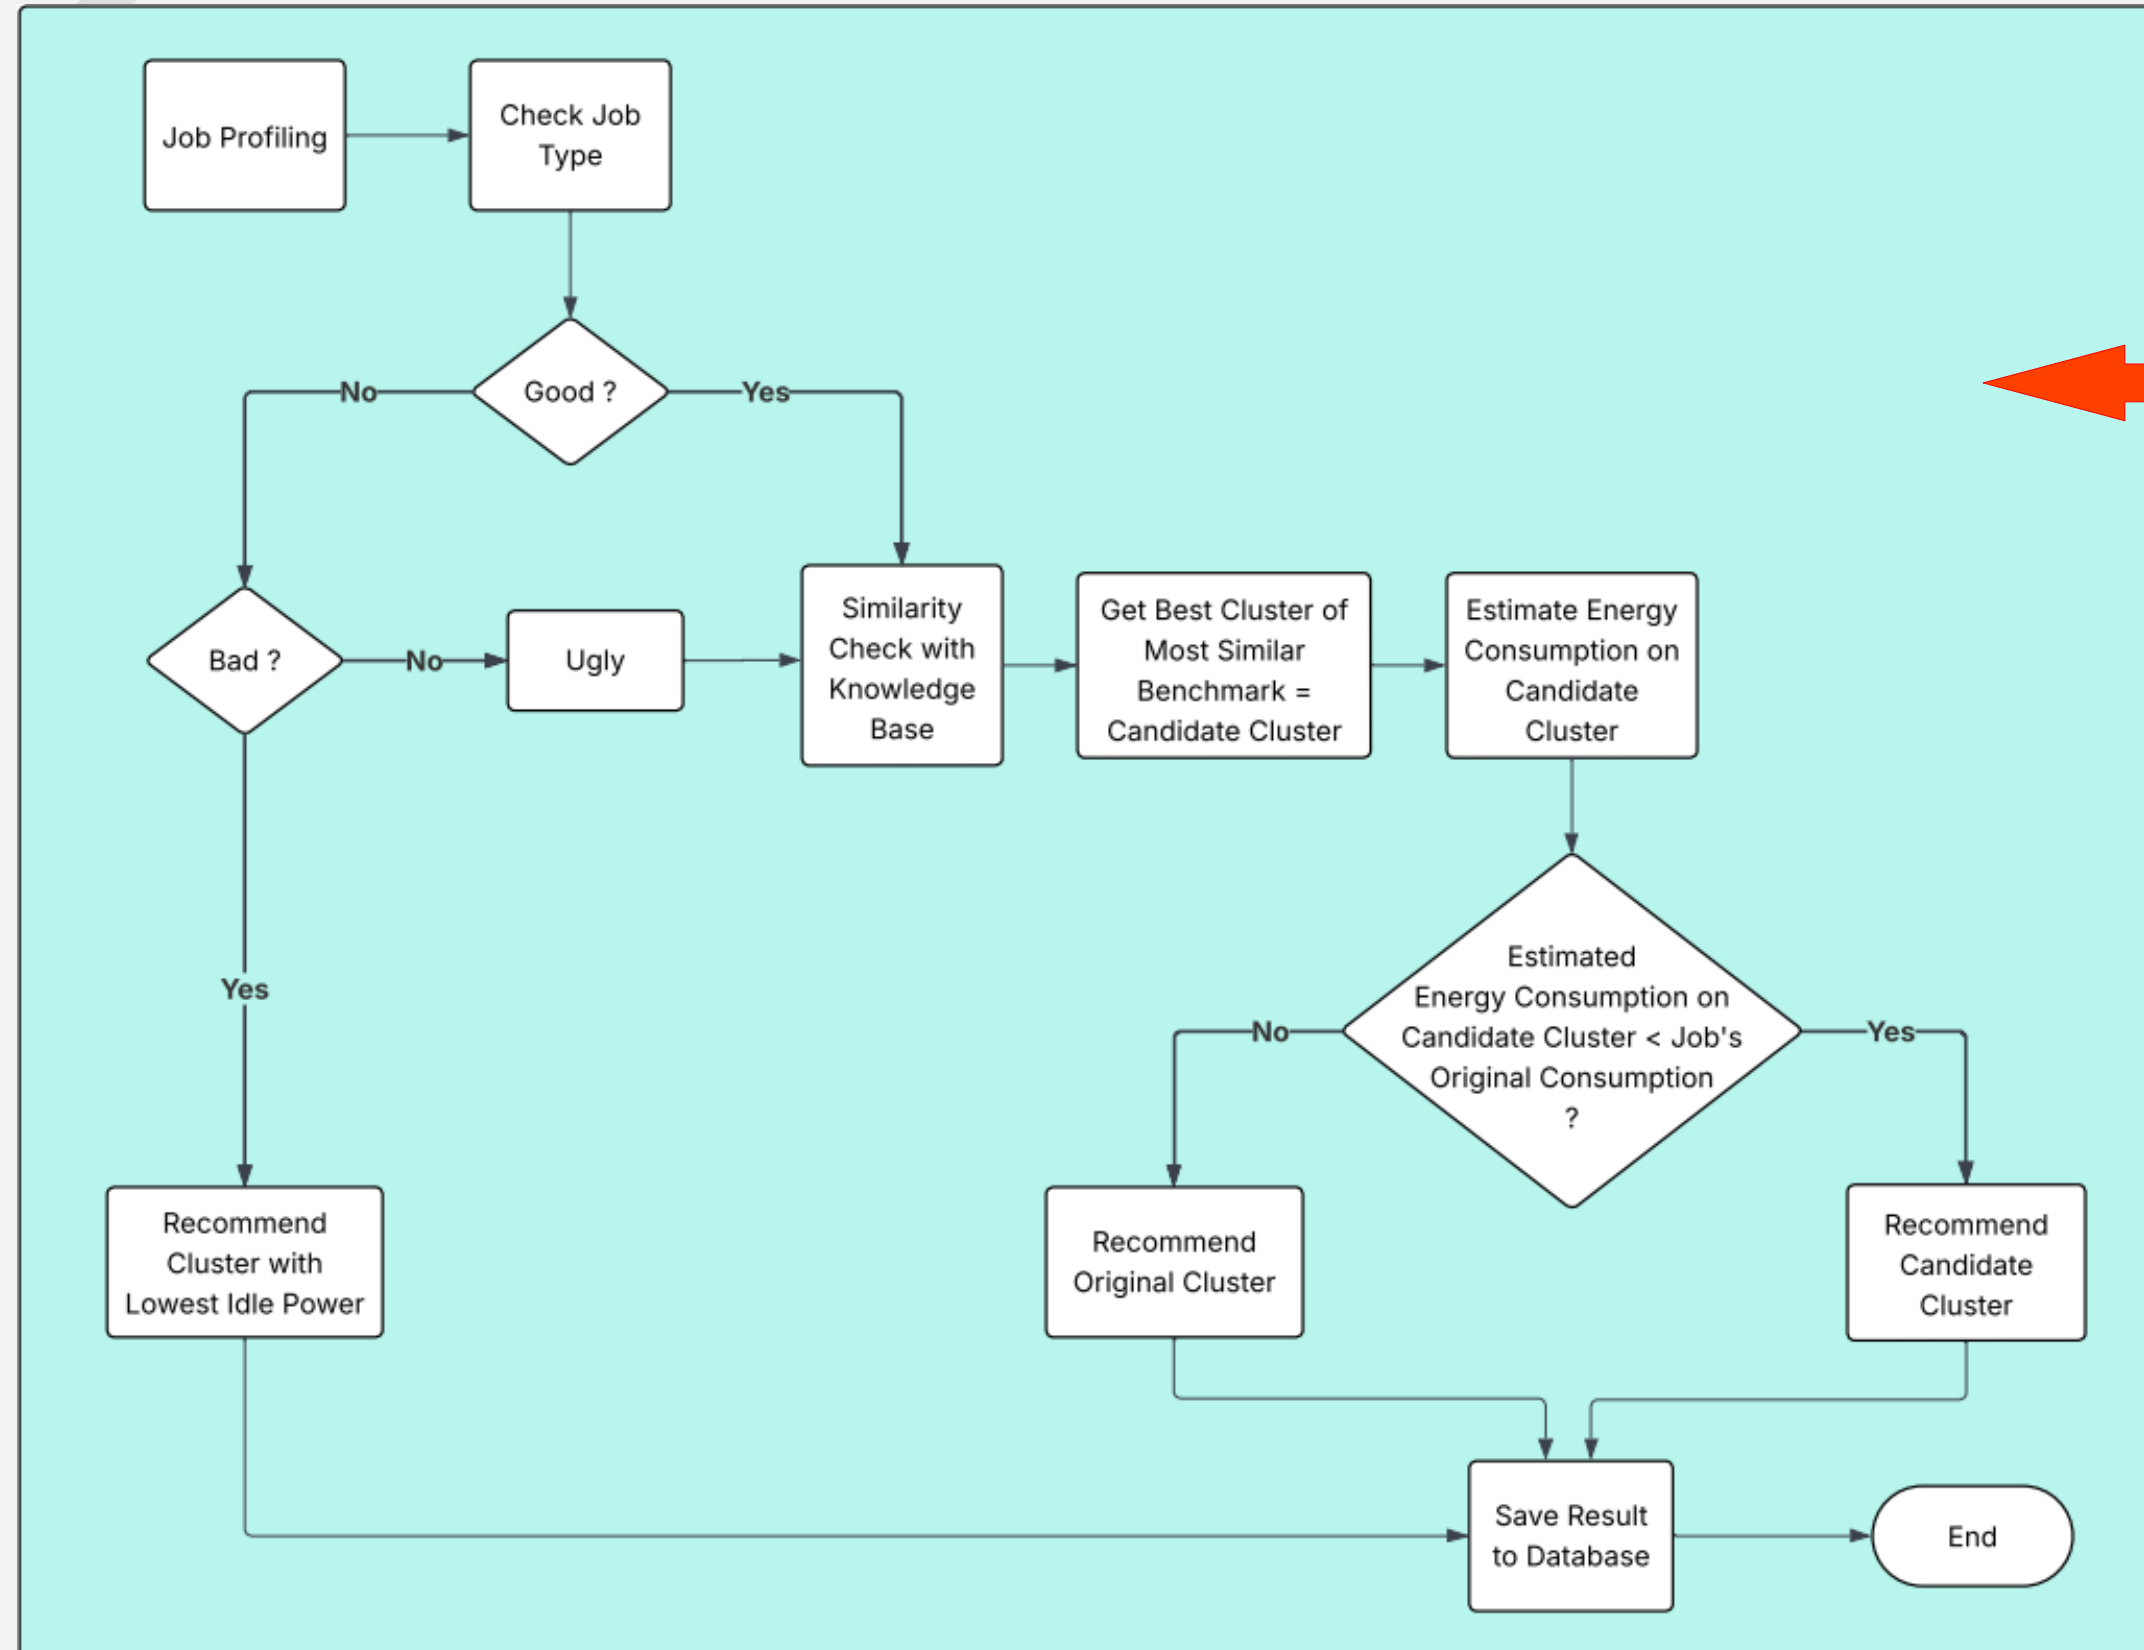 Job Profiling
Check Job
Type
Good ?
No
Yes
Bad ?
No
Ugly
Similarity
Check with
Knowledge
Base
Get Best Cluster of
Most Similar
Benchmark =
Candidate Cluster
Estimate Energy
Consumption on
Candidate
Cluster
Yes
Estimated
Energy Consumption on
Candidate Cluster < Job's
Original Consumption
?
No
Yes
Recommend
Cluster with
Lowest Idle Power
Recommend
Original Cluster
Recommend
Candidate
Cluster
Save Result
to Database
End